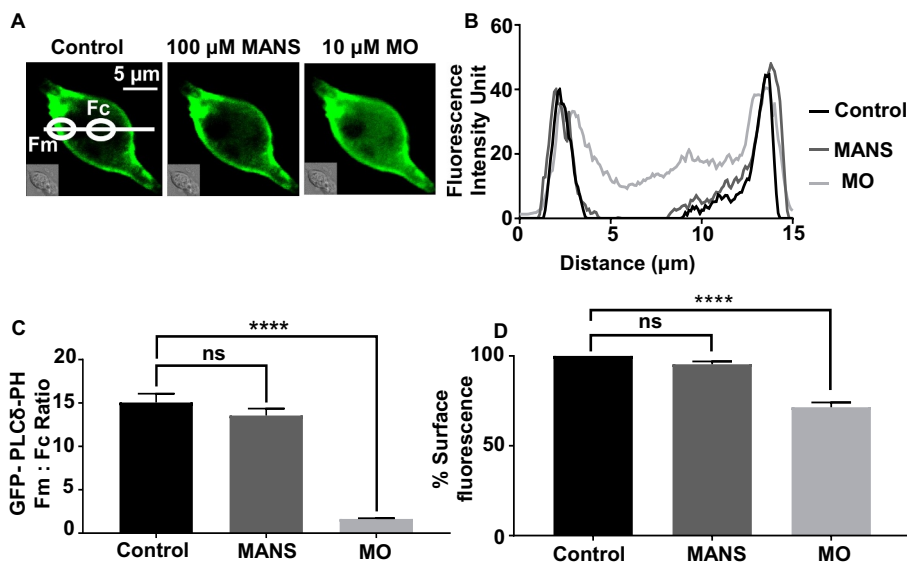 A
Control
100 µM MANS
10 µM MO
5 µm
Fc
Fm
B
Fluorescence
Intensity Unit
60
40
20
0
0
5
10
15
Distance (µm)
Control
MANS
MO
C
GFP- PLCδ-PH
Fm : Fc Ratio
20
15
10
5
0
ns
****
Control
MANS
MO
D
% Surface
fluorescence
100
50
0
ns
****
Control
MANS
MO